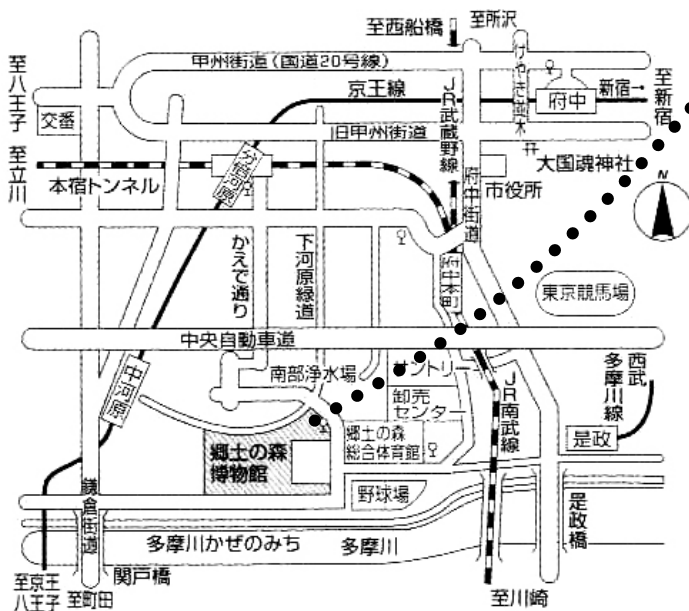 至西船橋
至所沢
至八王子
甲州街道(国道20号線)
けやき並木
京王線
府中
新宿→
至新宿
交番
JR武蔵野線
旧甲州街道
至立川
本宿トンネル
分倍河原
大国魂神社
市役所
府中街道
N
かえで通り
下河原緑道
府中本町
東京競馬場
中央自動車道
中河原
南部浄水場
サントリー
卸売
センター
JR南武線
西武
多摩川線
是政
郷土の森
博物館
郷土の森
総合体育館
野球場
鎌倉街道
是政橋
多摩川かぜのみち
多摩川
関戸橋
至京王
八王子
至町田
至川崎